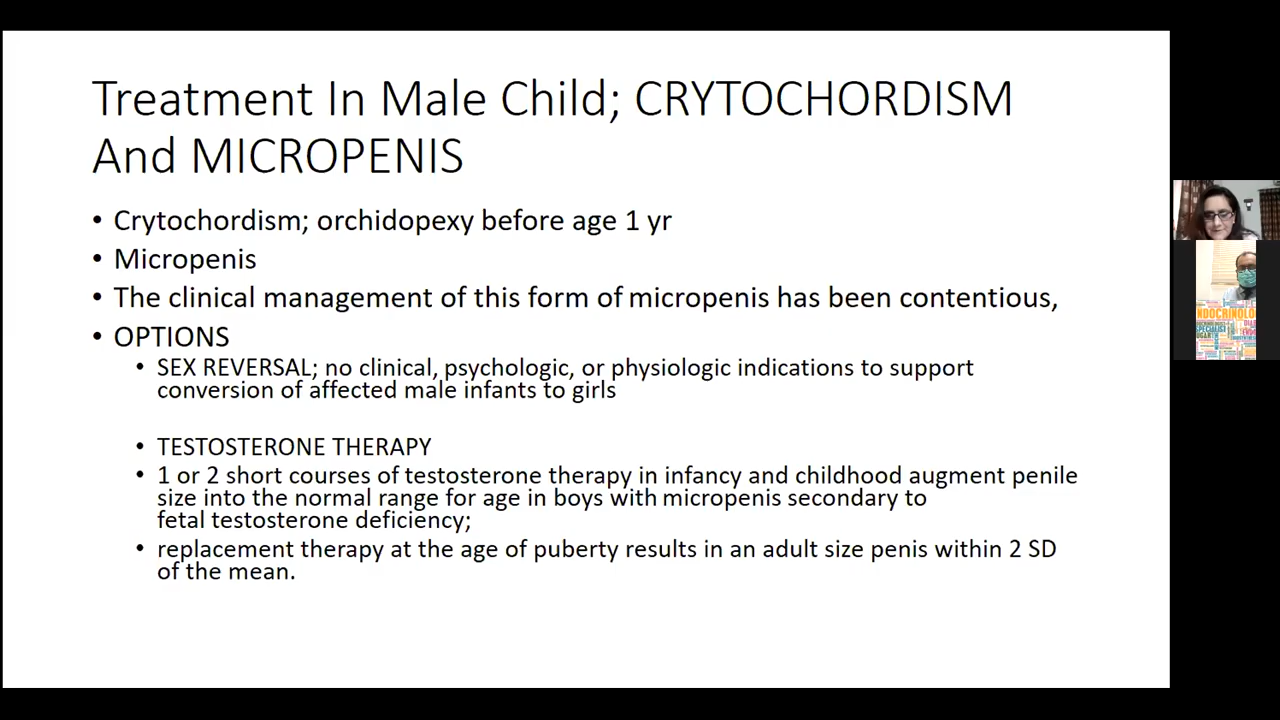 Treatment In Male Child; CRYTOCHORDISM
And MICROPENIS
• Crytochordism; orchidopexy before age 1 yr
• Micropenis
• The clinical management of this form of micropenis has been contentious,
• OPTIONS
• SEX REVERSAL; no clinical, psychologic, or physiologic indications to support
conversion of affected male infants to girls
• TESTOSTERONE THERAPY
• 1 or 2 short courses of testosterone therapy in infancy and childhood augment penile
size into the normal range for age in boys with micropenis secondary to
fetal testosterone deficiency;
• replacement therapy at the age of puberty results in an adult size penis within 2 SD
of the mean.